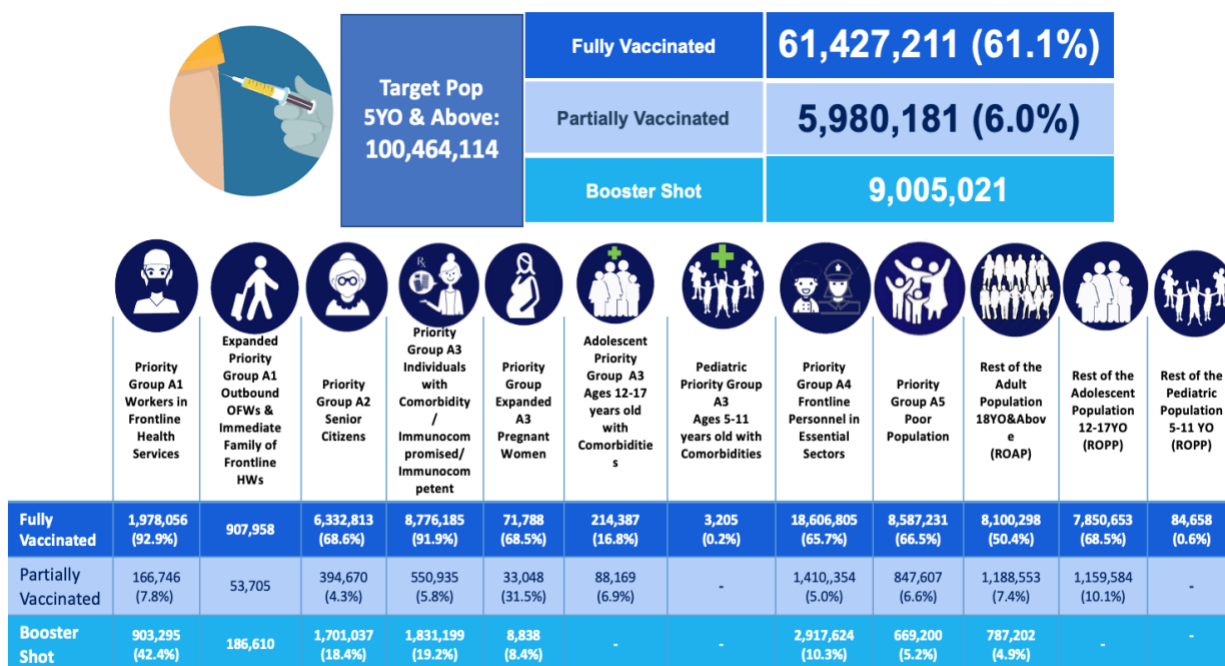 Target Pop
5YO & Above:
100,464,114
Fully Vaccinated
61,427,211 (61.1%)
Partially Vaccinated
5,980,181 (6.0%)
Booster Shot
9,005,021
Priority
Group A1
Workers in
Frontline
Health
Services
Expanded
Priority
Group A1
Outbound
OFWs &
Immediate
Family of
Frontline
HWs
Priority
Group A2
Senior
Citizens
Rx
Priority
Group A3
Individuals
with
Comorbidity
/
Immunocom
promised/
Immunocom
petent
Priority
Group
Expanded
A3
Pregnant
Women
Adolescent
Priority
Group A3
Ages 12-17
years old
with
Comorbiditie
s
Pediatric
Priority Group
A3
Ages 5-11
years old with
Comorbidities
Priority
Group A4
Frontline
Personnel in
Essential
Sectors
Priority
Group A5
Poor
Population
Rest of the
Adult
Population
18YO&Abov
e
(ROAP)
Rest of the
Adolescent
Population
12-17YO
(ROPP)
Rest of the
Pediatric
Population
5-11 YO
(ROPP)
Fully
Vaccinated
1,978,056
(92.9%)
907,958
6,332,813
(68.6%)
8,776,185
(91.9%)
71,788
(68.5%)
214,387
(16.8%)
3,205
(0.2%)
18,606,805
(65.7%)
8,587,231
(66.5%)
8,100,298
(50.4%)
7,850,653
(68.5%)
84,658
(0.6%)
Partially
Vaccinated
166,746
(7.8%)
53,705
394,670
(4.3%)
550,935
(5.8%)
33,048
(31.5%)
88,169
(6.9%)
-
1,410,,354
(5.0%)
847,607
(6.6%)
1,188,553
(7.4%)
1,159,584
(10.1%)
-
Booster
Shot
903,295
(42.4%)
186,610
1,701,037
(18.4%)
1,831,199
(19.2%)
8,838
(8.4%)
-
-
2,917,624
(10.3%)
669,200
(5.2%)
787,202
(4.9%)
-
-